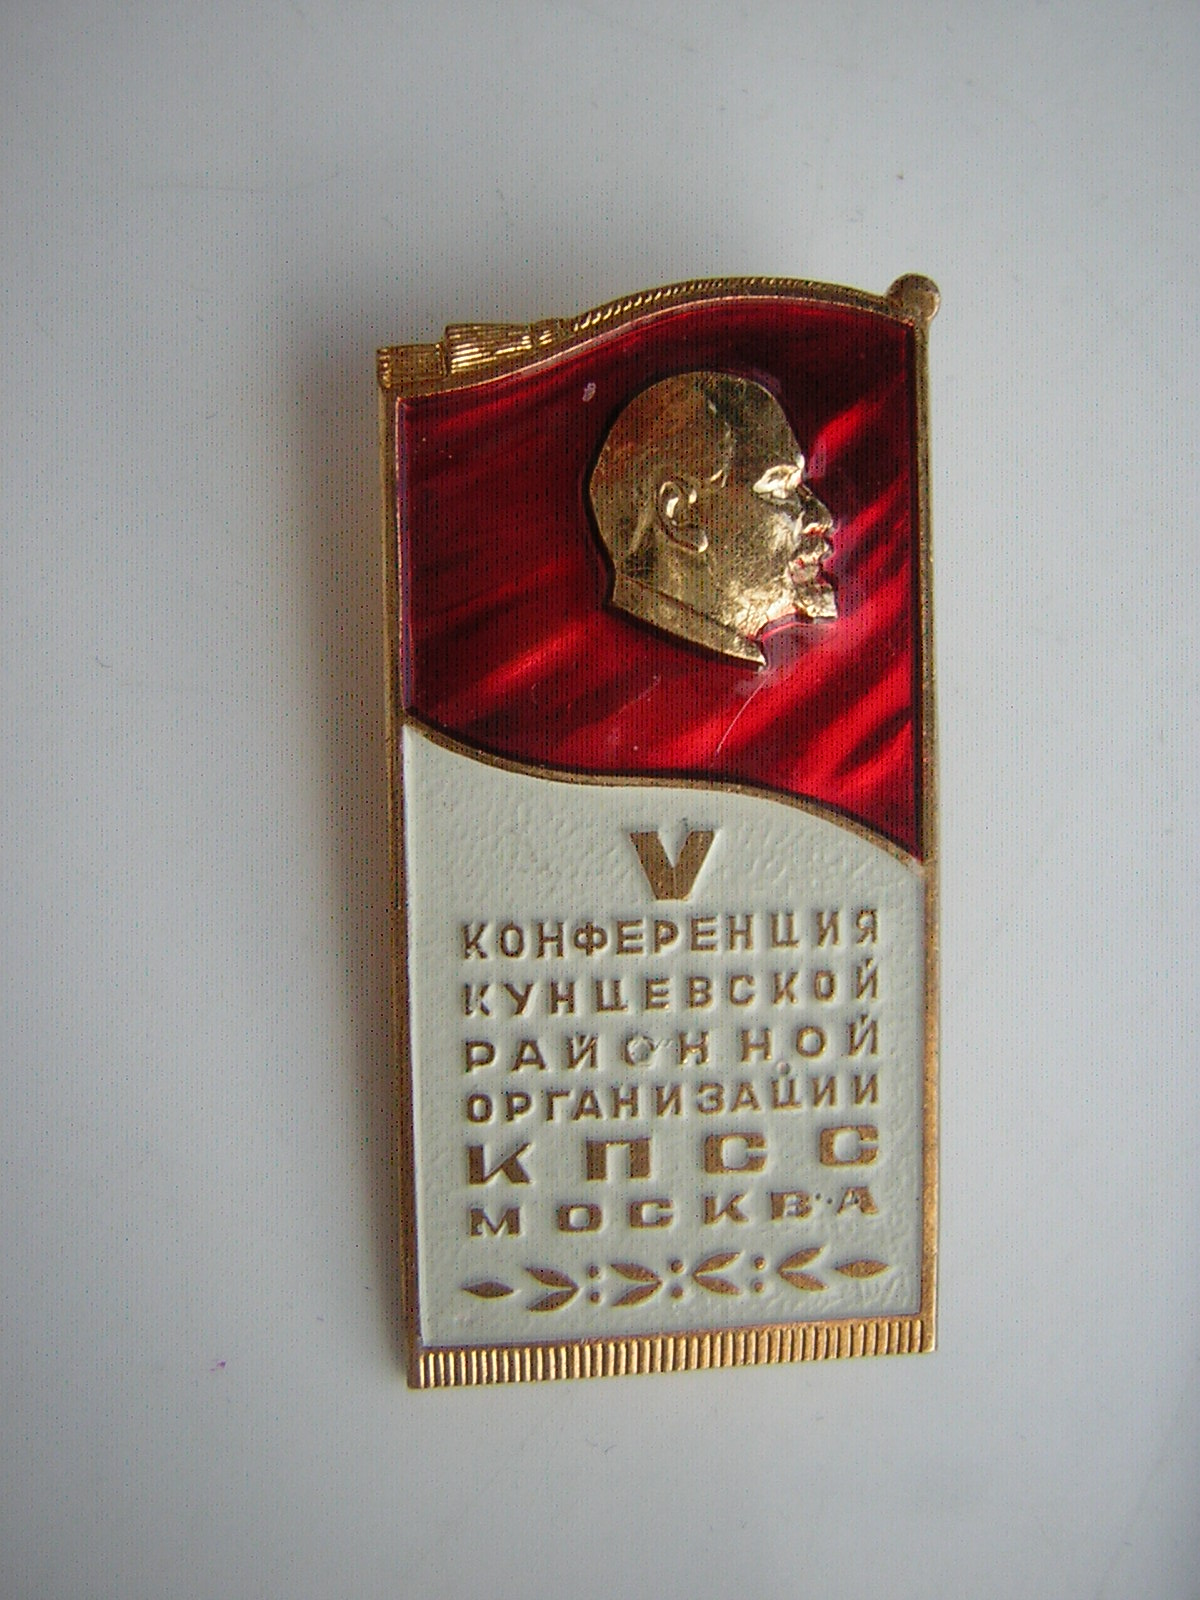 V
КОНФЕРЕНЦИЯ
КУНЦЕВСКОЙ
РАЙОННОЙ
ОРГАНИЗАЦИИ
КПСС
МОСКВА